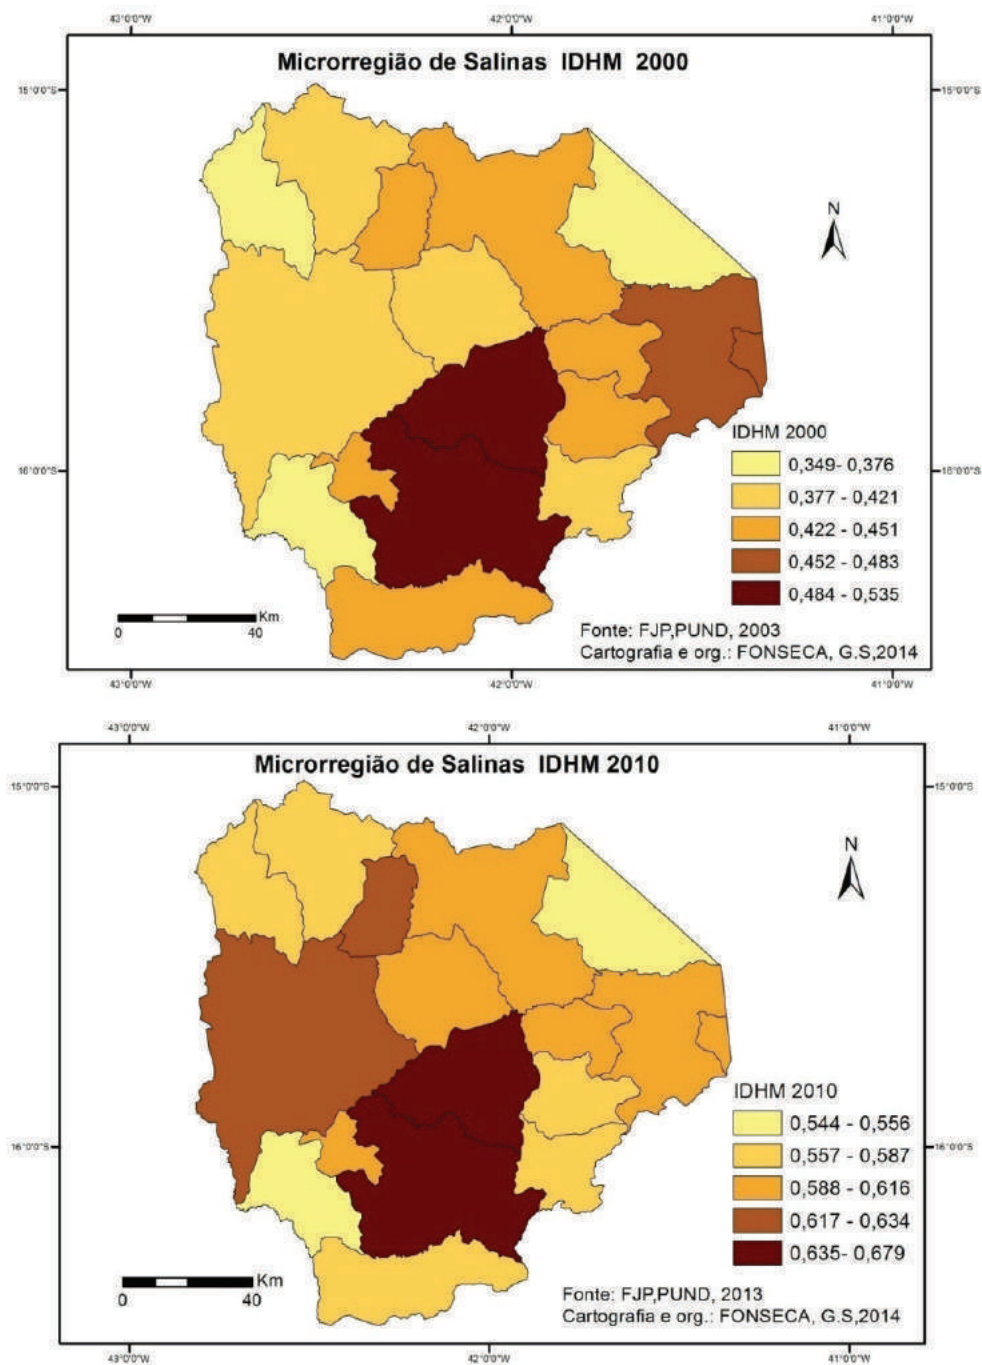 43°0'0"W 42°0'0"W 41°0'0"W
Microrregião de Salinas IDHM 2000
15°0'0"S 15°0'0"S
N
IDHM 2000
0,349- 0,376
16°0'0"S 16°0'0"S
0,377 - 0,421
0,422 - 0,451
0,452 - 0,483
0,484 - 0,535
Km
0 40
Fonte: FJP,PUND, 2003
Cartografia e org.: FONSECA, G.S,2014
43°0'0"W 42°0'0"W 41°0'0"W
43°0'0"W 42°0'0"W 41°0'0"W
Microrregião de Salinas IDHM 2010
15°0'0"S 15°0'0"S
N
IDHM 2010
0,544 - 0,556
16°0'0"S 16°0'0"S
0,557 - 0,587
0,588 - 0,616
0,617 - 0,634
0,635- 0,679
Km
0 40
Fonte: FJP,PUND, 2013
Cartografia e org.: FONSECA, G.S,2014
43°0'0"W 42°0'0"W 41°0'0"W